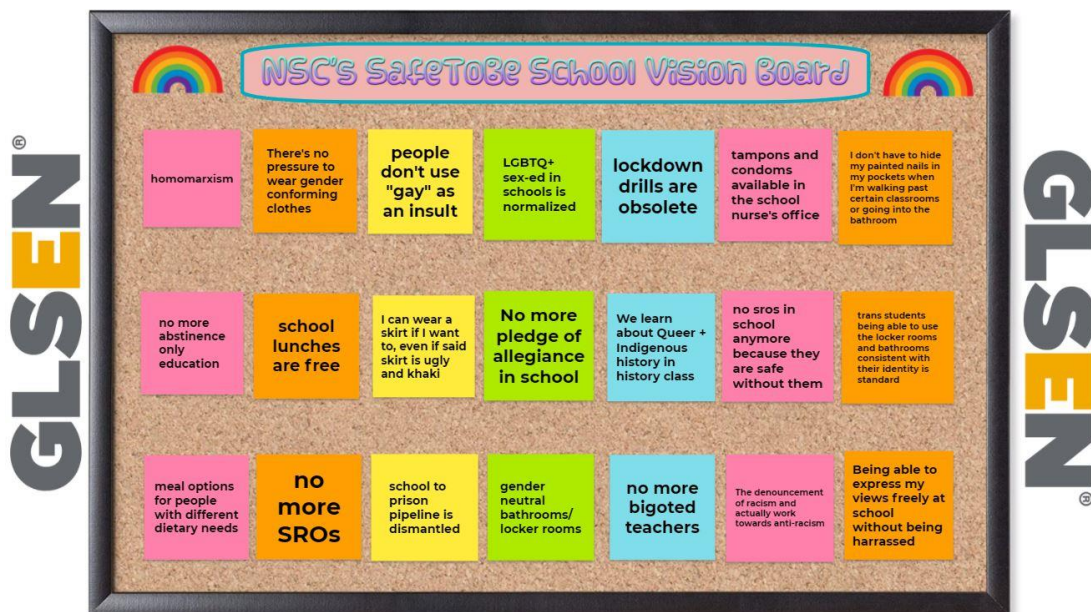 NSC's SafeToBe School Vision Board
GLSEN®
homomarxism
There's no
pressure to
wear gender
conforming
clothes
people
don't use
"gay" as
an insult
LGBTQ+
sex-ed in
schools is
normalized
lockdown
drills are
obsolete
tampons and
condoms
available in
the school
nurse's office
I don't have to hide
my painted nails in
my pockets when
I'm walking past
certain classrooms
or going into the
bathroom
no more
abstinence
only
education
school
lunches
are free
I can wear a
skirt if I want
to, even if said
skirt is ugly
and khaki
No more
pledge of
allegiance
in school
We learn
about Queer +
Indigenous
history in
history class
no sros in
school
anymore
because they
are safe
without them
trans students
being able to use
the locker rooms
and bathrooms
consistent with
their identity is
standard
meal options
for people
with different
dietary needs
no
more
SROs
school to
prison
pipeline is
dismantled
gender
neutral
bathrooms/
locker rooms
no more
bigoted
teachers
The denouncement
of racism and
actually work
towards anti-racism
Being able to
express my
views freely at
school
without being
harrassed
GLSEN®